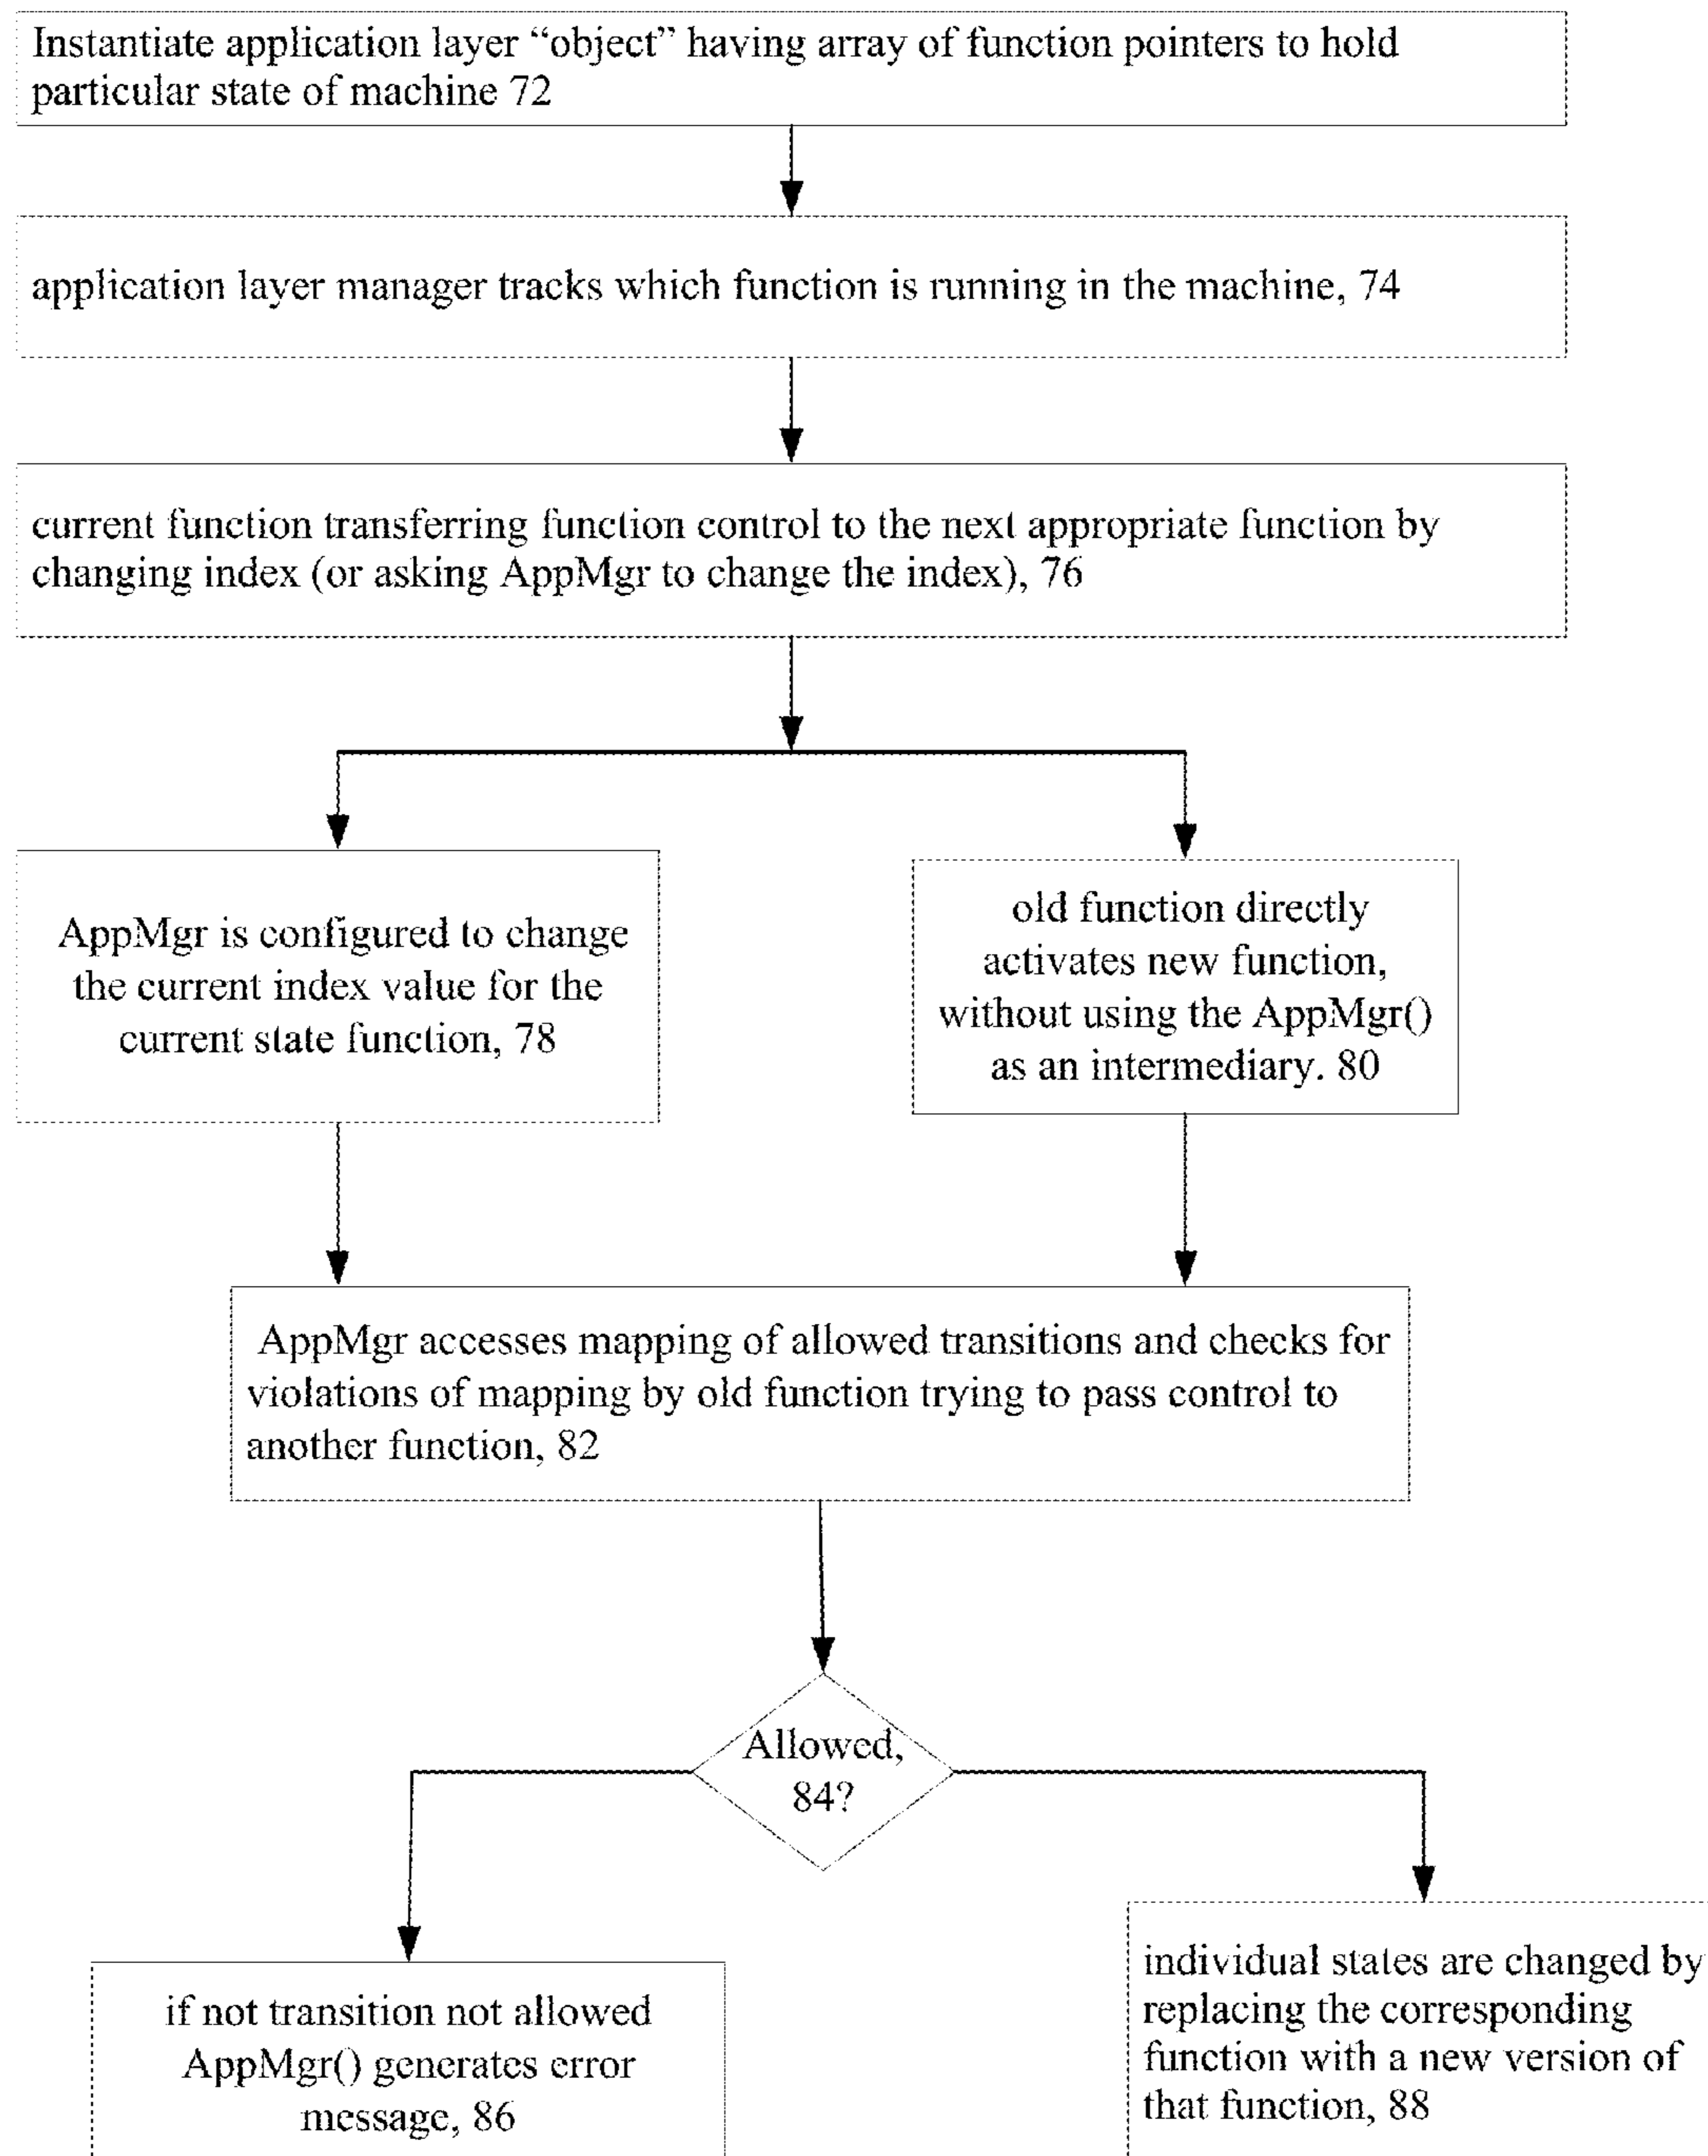 Instantiate application layer “object” having array of function pointers to hold
particular state of machine 72
application layer manager tracks which function is running in the machine, 74
current function transferring function control to the next appropriate function by
changing index (or asking AppMgr to change the index), 76
AppMgr is configured to change
the current index value for the
current state function, 78
old function directly
activates new function,
without using the AppMgr()
as an intermediary. 80
AppMgr accesses mapping of allowed transitions and checks for
violations of mapping by old function trying to pass control to
another function, 82
Allowed,
84?
if not transition not allowed
AppMgr() generates error
message, 86
individual states are changed by
replacing the corresponding
function with a new version of
that function, 88